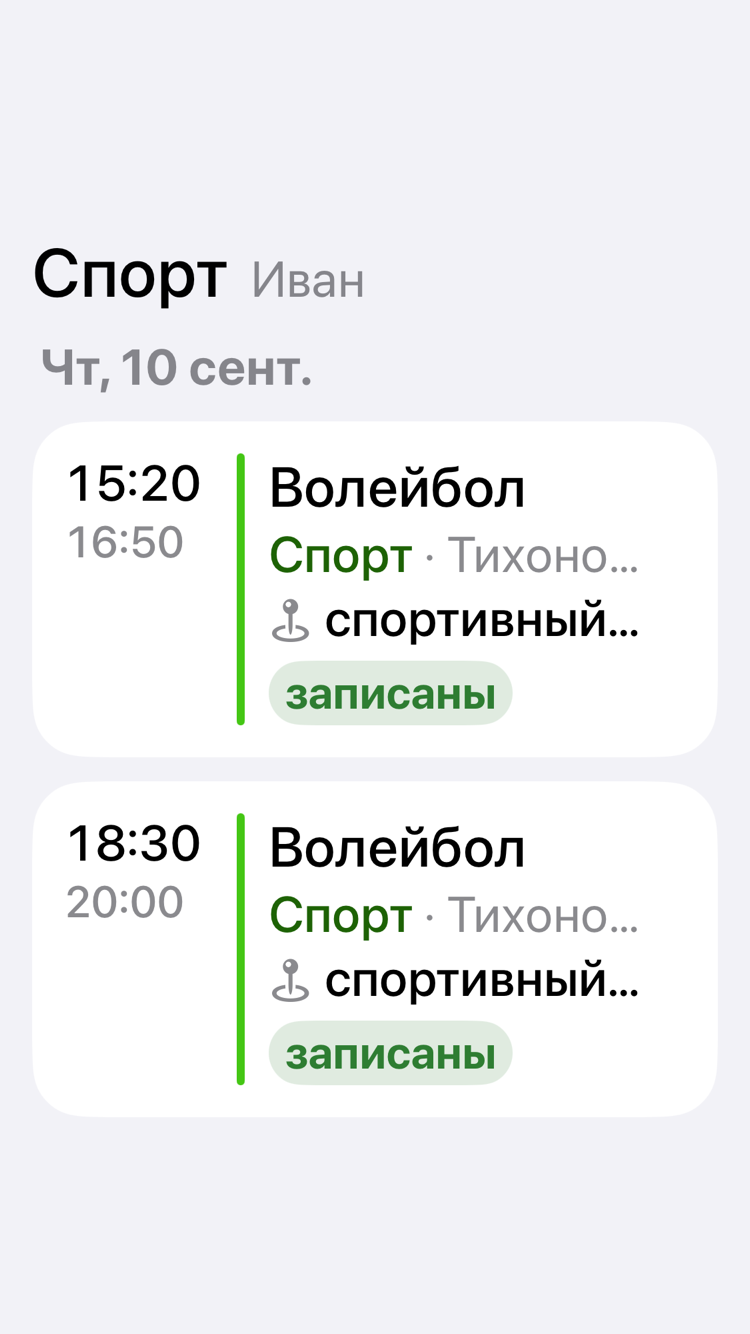 Спорт Иван
Чт, 10 сент.
15:20
16:50
Волейбол
Спорт · Тихоно...
спортивный...
записаны
18:30
20:00
Волейбол
Спорт · Тихоно...
спортивный...
записаны